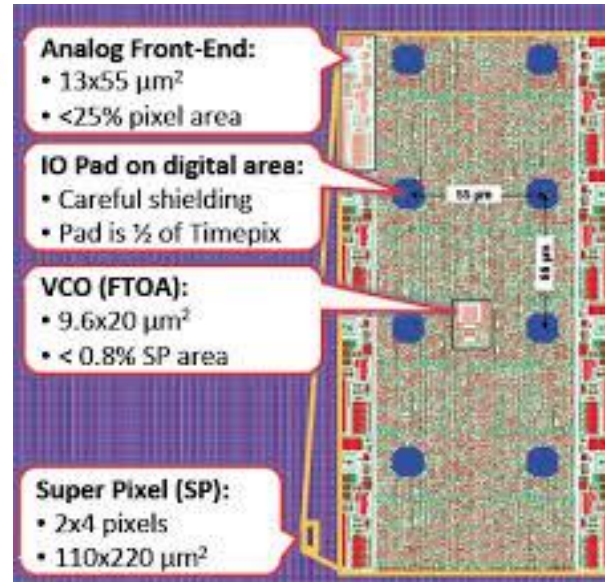 Analog Front-End:
• 13x55 µm²
• <25% pixel area
IO Pad on digital area:
• Careful shielding
• Pad is ½ of Timepix
55 µm
55 µm
VCO (FTOA):
• 9.6x20 µm²
• < 0.8% SP area
Super Pixel (SP):
• 2x4 pixels
• 110x220 µm²